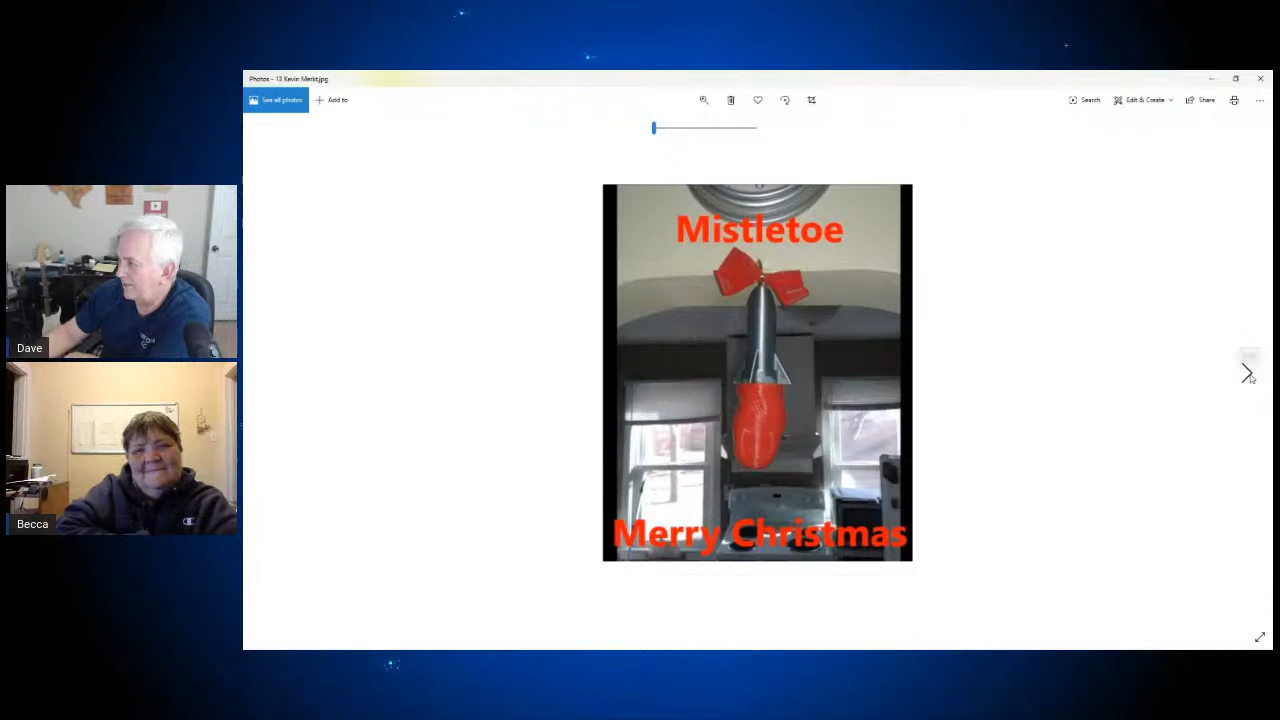 Photos - 13 Kevin Merkt.jpg
See all photos
Add to
Search
Edit & Create
Share
Mistletoe
Merry Christmas
Dave
Becca